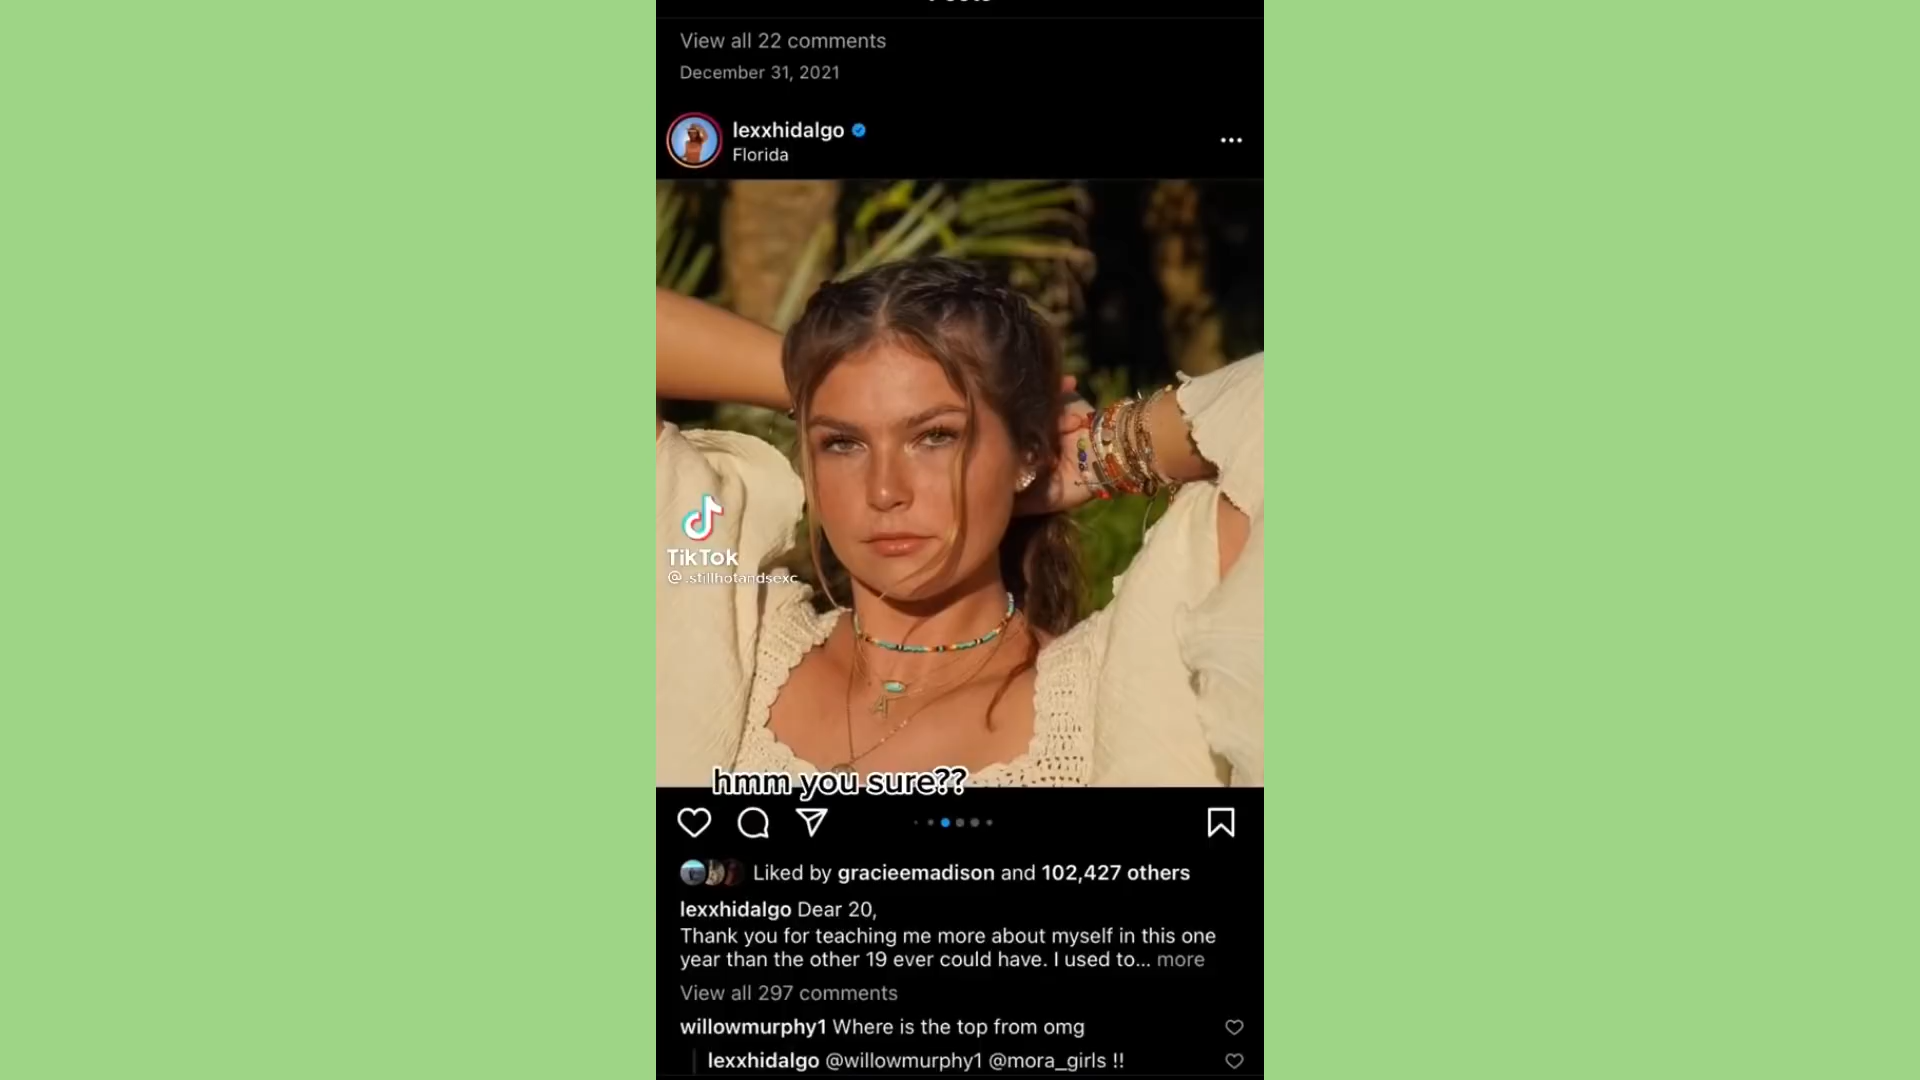 View all 22 comments
December 31, 2021
lexxhidalgo
Florida
TikTok
@.stillhotandsexc
hmm you sure??
Liked by gracieemadison and 102,427 others
lexxhidalgo Dear 20,
Thank you for teaching me more about myself in this one
year than the other 19 ever could have. I used to... more
View all 297 comments
willowmurphy1 Where is the top from omg
lexxhidalgo @willowmurphy1 @mora_girls !!